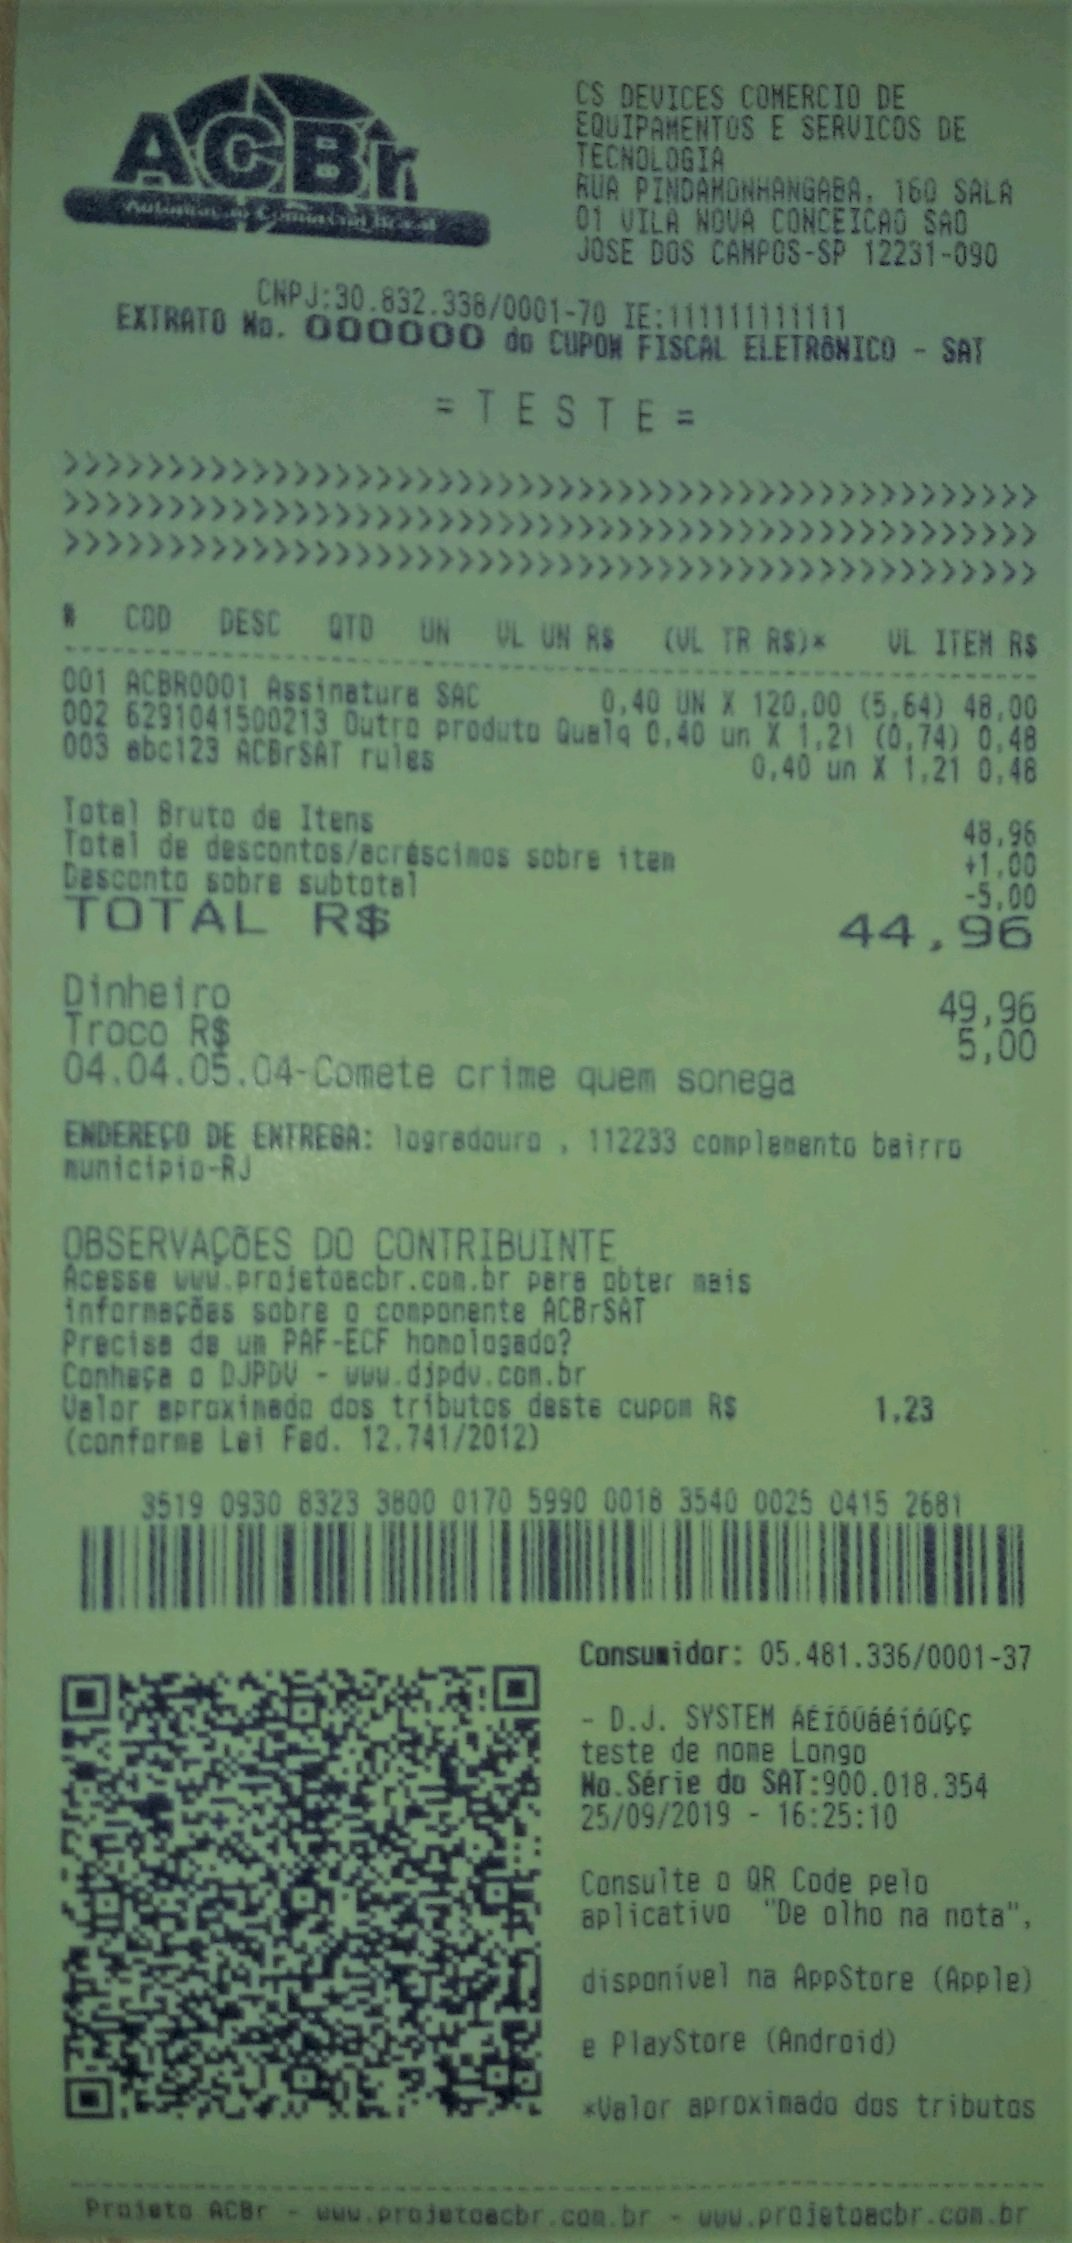 ACBr
Automação Comercial Brasil
CS DEVICES COMERCIO DE
EQUIPAMENTOS E SERVICOS DE
TECNOLOGIA
RUA PINDAMONHANGABA, 160 SALA
01 VILA NOVA CONCEICAO SAO
JOSE DOS CAMPOS-SP 12231-090
CNPJ:30.832.338/0001-70 IE:111111111111
EXTRATO No. 000000 do CUPOM FISCAL ELETRÔNICO - SAT
= T E S T E =
>>>>>>>>>>>>>>>>>>>>>>>>>>>>>>>>>>>>>>>>>>>>>>>>>>>>>>>>
>>>>>>>>>>>>>>>>>>>>>>>>>>>>>>>>>>>>>>>>>>>>>>>>>>>>>>>>
>>>>>>>>>>>>>>>>>>>>>>>>>>>>>>>>>>>>>>>>>>>>>>>>>>>>>>>>
# COD DESC QTD UN VL UN R$ (VL TR R$)* VL ITEM R$
001 ACBR0001 Assinatura SAC 0,40 UN X 120,00 (5,64) 48,00
002 6291041500213 Outro produto Qualq 0,40 un X 1,21 (0,74) 0,48
003 abc123 ACBrSAT rules 0,40 un X 1,21 0,48
Total Bruto de Itens 48,96
Total de descontos/acréscimos sobre item +1,00
Desconto sobre subtotal -5,00
TOTAL R$ 44,96
Dinheiro 49,96
Troco R$ 5,00
04.04.05.04-Comete crime quem sonega
ENDEREÇO DE ENTREGA: logradouro , 112233 complemento bairro
municipio-RJ
OBSERVAÇÕES DO CONTRIBUINTE
Acesse www.projetoacbr.com.br para obter mais
informações sobre o componente ACBrSAT
Precisa de um PAF-ECF homologado?
Conheça o DJPDV - www.djpdv.com.br
Valor aproximado dos tributos deste cupom R$ 1,23
(conforme Lei Fed. 12.741/2012)
3519 0930 8323 3800 0170 5990 0018 3540 0025 0415 2681
Consumidor: 05.481.336/0001-37
- D.J. SYSTEM ÁÉÍÓÚáéíóúÇç
teste de nome Longo
No.Série do SAT:900.018.354
25/09/2019 - 16:25:10
Consulte o QR Code pelo
aplicativo "De olho na nota",
disponível na AppStore (Apple)
e PlayStore (Android)
*Valor aproximado dos tributos
Projeto ACBr - www.projetoacbr.com.br - www.projetoacbr.com.br